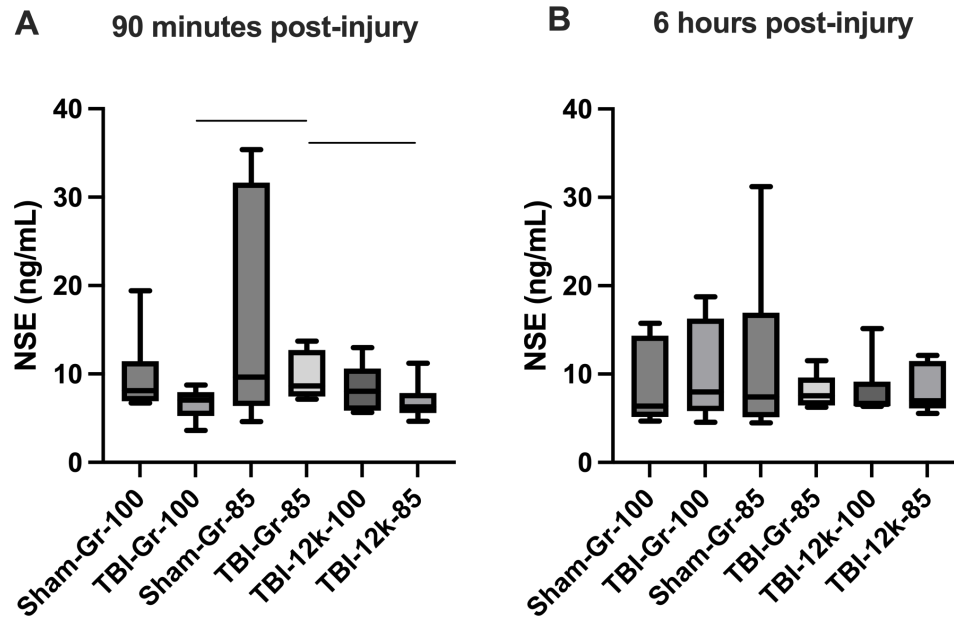 A 90 minutes post-injury
NSE (ng/mL)
40
30
20
10
0
Sham-Gr-100
TBI-Gr-100
Sham-Gr-85
TBI-Gr-85
TBI-12k-100
TBI-12k-85
B 6 hours post-injury
NSE (ng/mL)
40
30
20
10
0
Sham-Gr-100
TBI-Gr-100
Sham-Gr-85
TBI-Gr-85
TBI-12k-100
TBI-12k-85